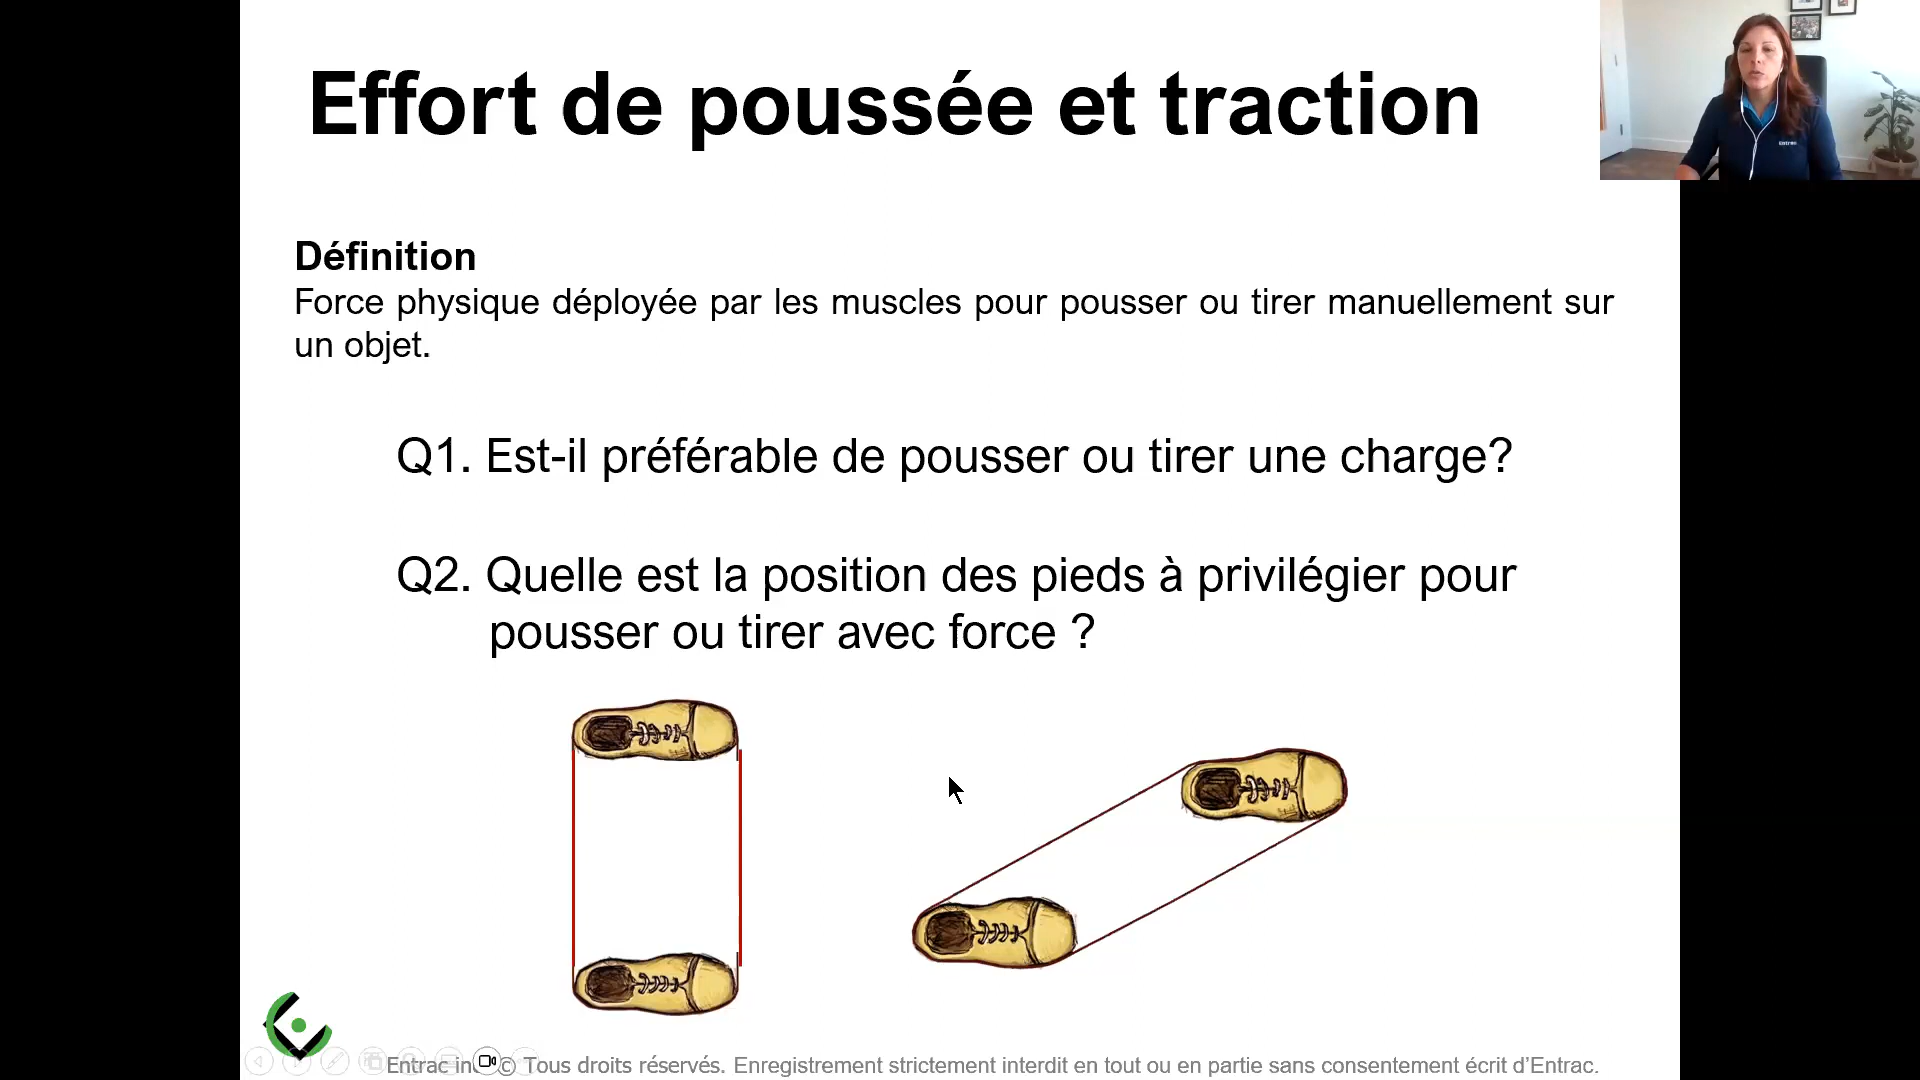 Effort de poussée et traction
Entrac
Définition
Force physique déployée par les muscles pour pousser ou tirer manuellement sur
un objet.
Q1. Est-il préférable de pousser ou tirer une charge?
Q2. Quelle est la position des pieds à privilégier pour
pousser ou tirer avec force ?
Entrac inc © Tous droits réservés. Enregistrement strictement interdit en tout ou en partie sans consentement écrit d'Entrac.